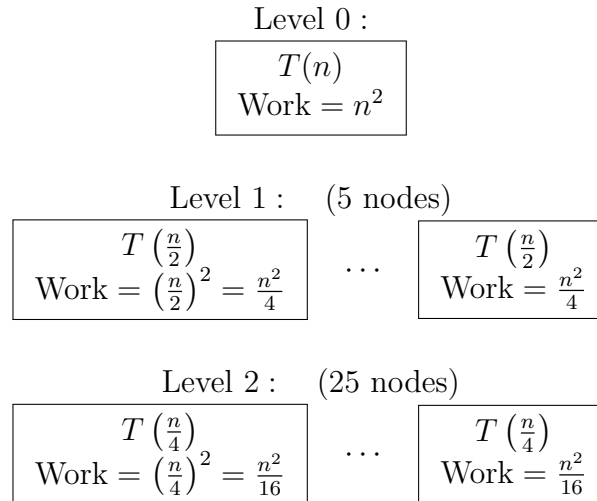 Level 0 :
T(n)
Work = n²
Level 1 : (5 nodes)
T(n/2) ... T(n/2)
Work = (n/2)² = n²/4 Work = n²/4
Level 2 : (25 nodes)
T(n/4) ... T(n/4)
Work = (n/4)² = n²/16 Work = n²/16